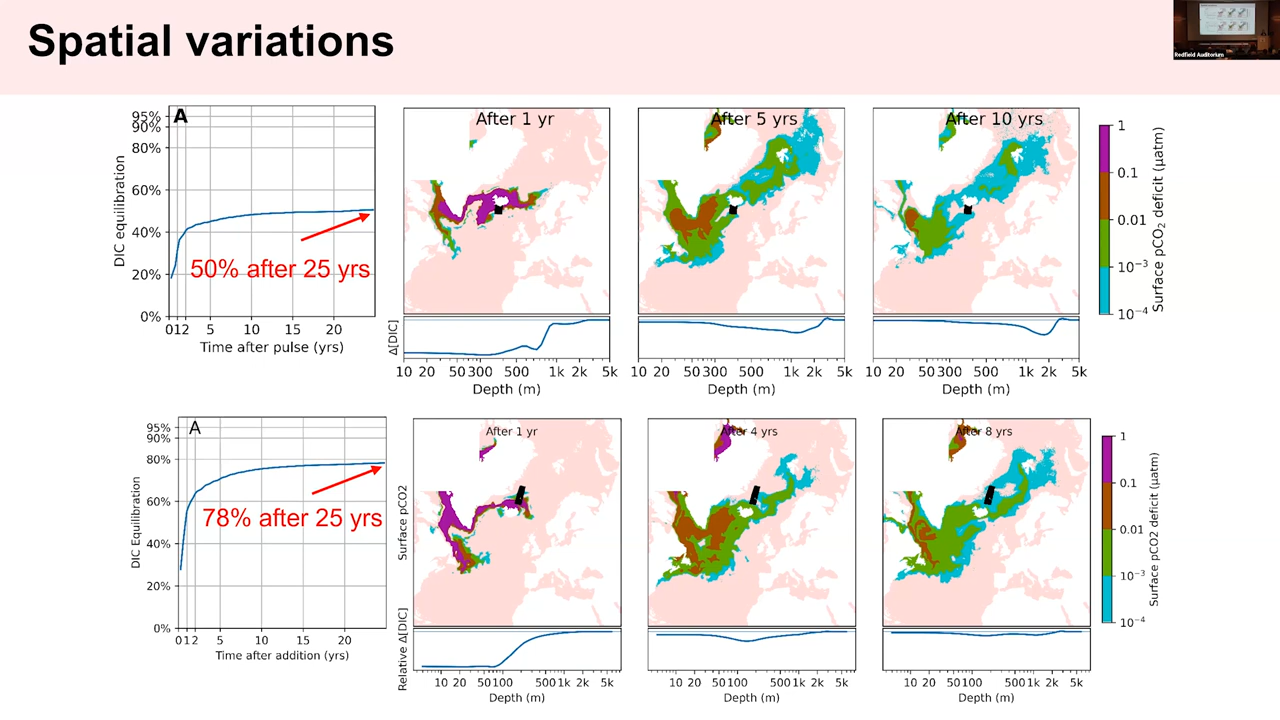 Spatial variations
Redfield Auditorium
A
95%
90%
80%
60%
40%
20%
0%
DIC equilibration
50% after 25 yrs
0 1 2 5 10 15 20
Time after pulse (yrs)
After 1 yr
After 5 yrs
After 10 yrs
Δ[DIC]
10 20 50 300 500 1k 2k 5k
Depth (m)
10 20 50 300 500 1k 2k 5k
Depth (m)
10 20 50 300 500 1k 2k 5k
Depth (m)
1
0.1
0.01
10⁻³
10⁻⁴
Surface pCO₂ deficit (µatm)
A
95%
90%
80%
60%
40%
20%
0%
DIC Equilibration
78% after 25 yrs
0 1 2 5 10 15 20
Time after addition (yrs)
After 1 yr
After 4 yrs
After 8 yrs
Surface pCO2
Relative Δ[DIC]
10 20 50 100 500 1k 2k 5k
Depth (m)
10 20 50 100 500 1k 2k 5k
Depth (m)
10 20 50 100 500 1k 2k 5k
Depth (m)
1
0.1
0.01
10⁻³
10⁻⁴
Surface pCO2 deficit (µatm)